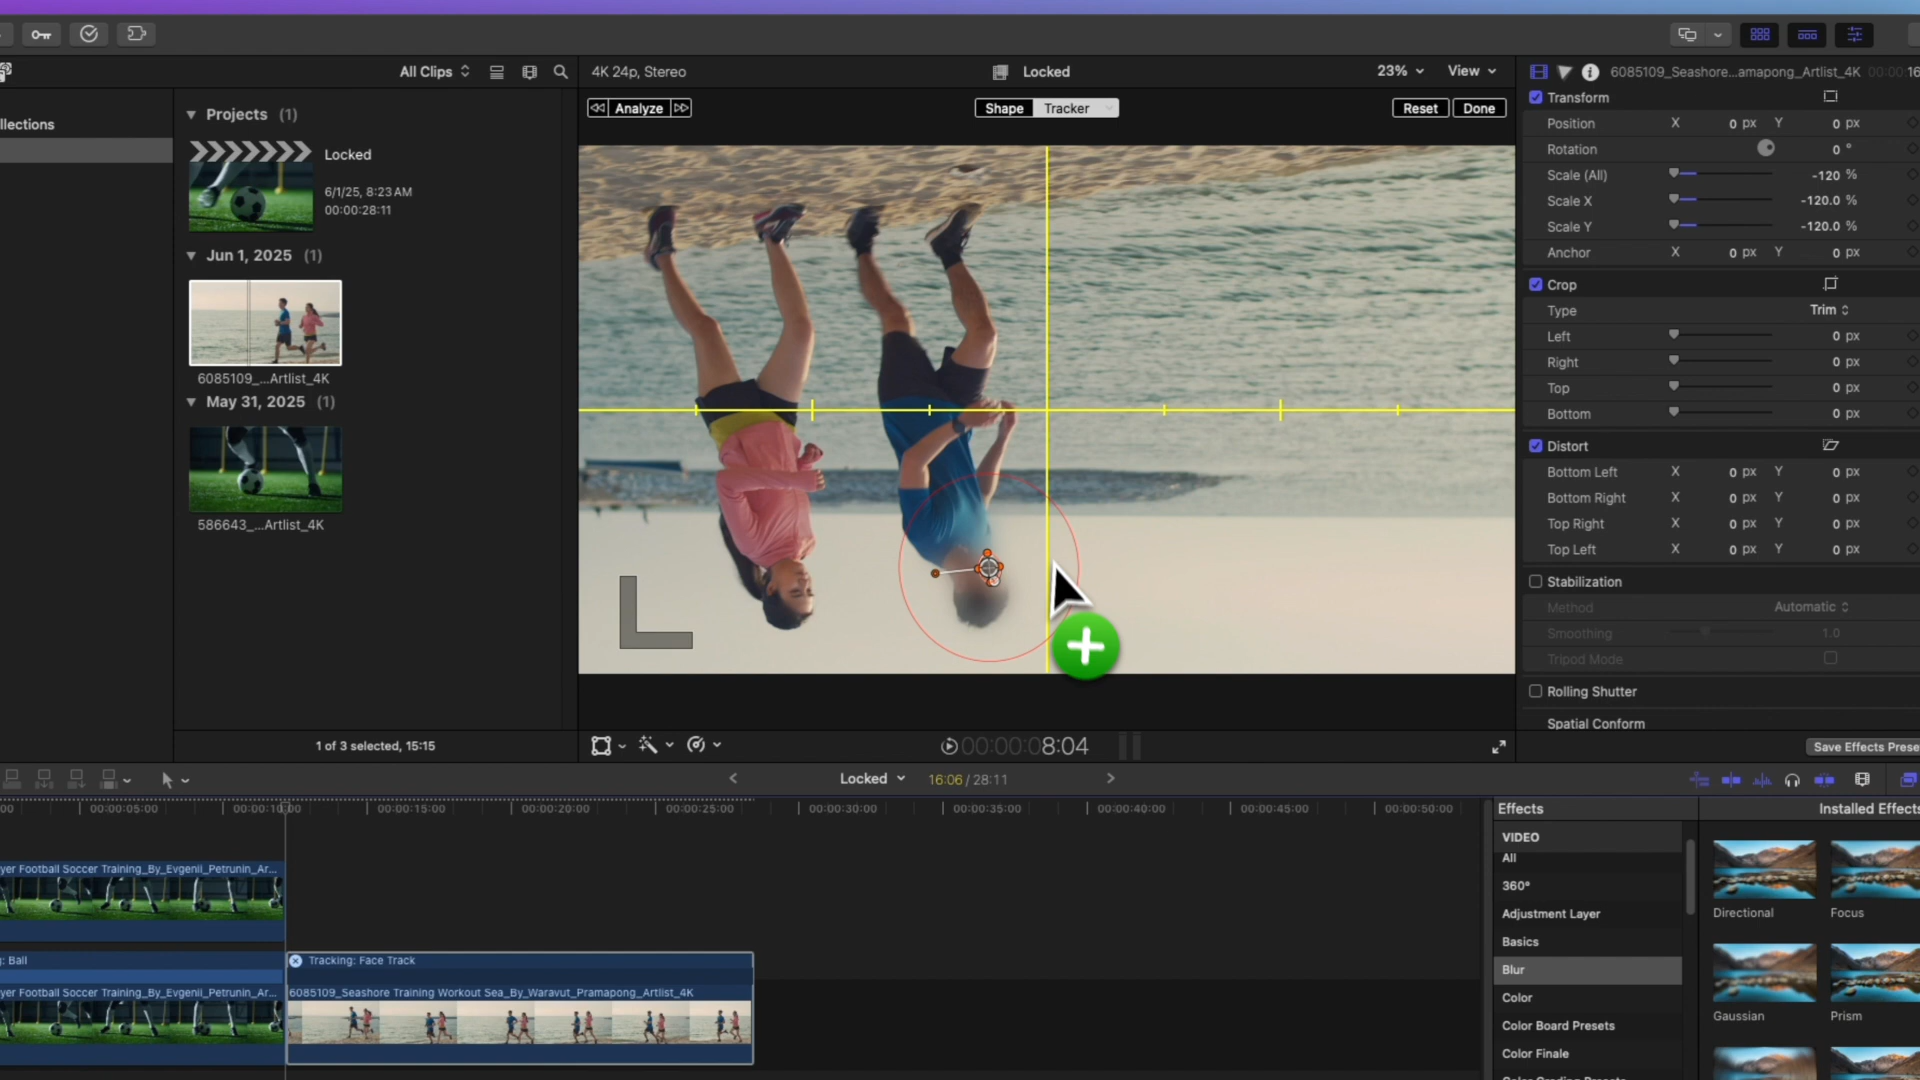 All Clips
4K 24p, Stereo
Locked
23%
View
6085109_Seashore...amapong_Artlist_4K
00:00:16
llections
Projects (1)
Locked
6/1/25, 8:23 AM
00:00:28:11
Jun 1, 2025 (1)
6085109_...Artlist_4K
May 31, 2025 (1)
586643_...Artlist_4K
1 of 3 selected, 15:15
Analyze
Shape
Tracker
Reset
Done
00:00:08:04
Transform
Position X 0 px Y 0 px
Rotation 0 °
Scale (All) -120 %
Scale X -120.0 %
Scale Y -120.0 %
Anchor X 0 px Y 0 px
Crop
Type Trim
Left 0 px
Right 0 px
Top 0 px
Bottom 0 px
Distort
Bottom Left X 0 px Y 0 px
Bottom Right X 0 px Y 0 px
Top Right X 0 px Y 0 px
Top Left X 0 px Y 0 px
Stabilization
Method Automatic
Smoothing 1.0
Tripod Mode
Rolling Shutter
Spatial Conform
Save Effects Prese
Locked
16:06 / 28:11
00
00:00:05:00
00:00:10:00
00:00:15:00
00:00:20:00
00:00:25:00
00:00:30:00
00:00:35:00
00:00:40:00
00:00:45:00
00:00:50:00
yer Football Soccer Training_By_Evgenii_Petrunin_Ar...
: Ball
yer Football Soccer Training_By_Evgenii_Petrunin_Ar...
Tracking: Face Track
6085109_Seashore Training Workout Sea_By_Waravut_Pramapong_Artlist_4K
Effects
Installed Effects
VIDEO
All
360°
Adjustment Layer
Basics
Blur
Color
Color Board Presets
Color Finale
Directional
Focus
Gaussian
Prism